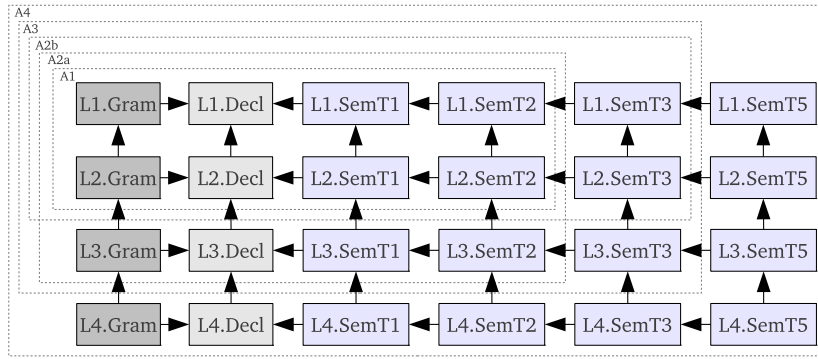 A4
A3
A2b
A2a
A1
L1.Gram L1.Decl L1.SemT1 L1.SemT2 L1.SemT3 L1.SemT5
L2.Gram L2.Decl L2.SemT1 L2.SemT2 L2.SemT3 L2.SemT5
L3.Gram L3.Decl L3.SemT1 L3.SemT2 L3.SemT3 L3.SemT5
L4.Gram L4.Decl L4.SemT1 L4.SemT2 L4.SemT3 L4.SemT5